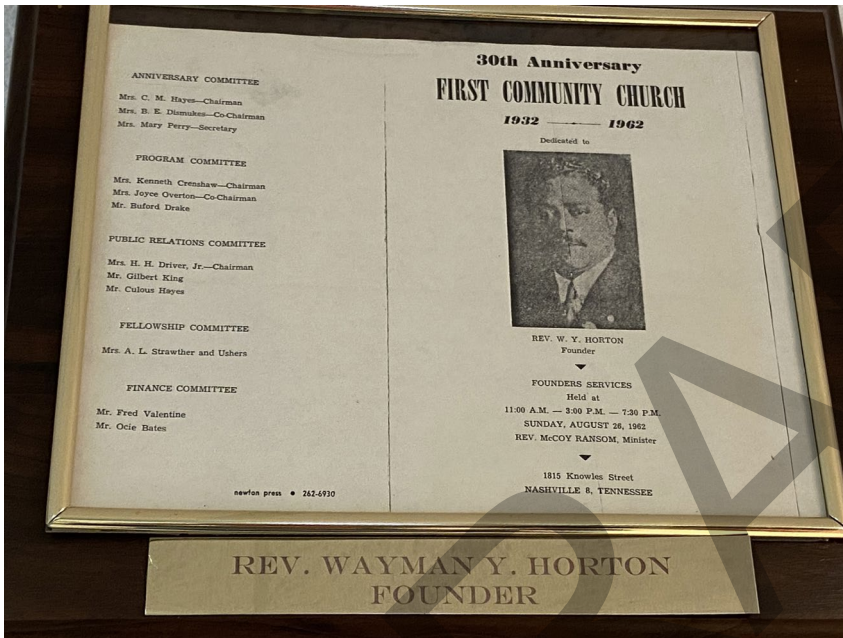 ANNIVERSARY COMMITTEE
Mrs. C. M. Hayes—Chairman
Mrs. B. E. Dismukes—Co-Chairman
Mrs. Mary Perry—Secretary
PROGRAM COMMITTEE
Mrs. Kenneth Crenshaw—Chairman
Mrs. Joyce Overton—Co-Chairman
Mr. Buford Drake
PUBLIC RELATIONS COMMITTEE
Mrs. H. H. Driver, Jr.—Chairman
Mr. Gilbert King
Mr. Culous Hayes
FELLOWSHIP COMMITTEE
Mrs. A. L. Strawther and Ushers
FINANCE COMMITTEE
Mr. Fred Valentine
Mr. Ocie Bates
newton press • 262-6930
30th Anniversary
FIRST COMMUNITY CHURCH
1932 — 1962
Dedicated to
REV. W. Y. HORTON
Founder
FOUNDERS SERVICES
Held at
11:00 A.M. — 3:00 P.M. — 7:30 P.M.
SUNDAY, AUGUST 26, 1962
REV. McCOY RANSOM, Minister
1815 Knowles Street
NASHVILLE 8, TENNESSEE
REV. WAYMAN Y. HORTON
FOUNDER